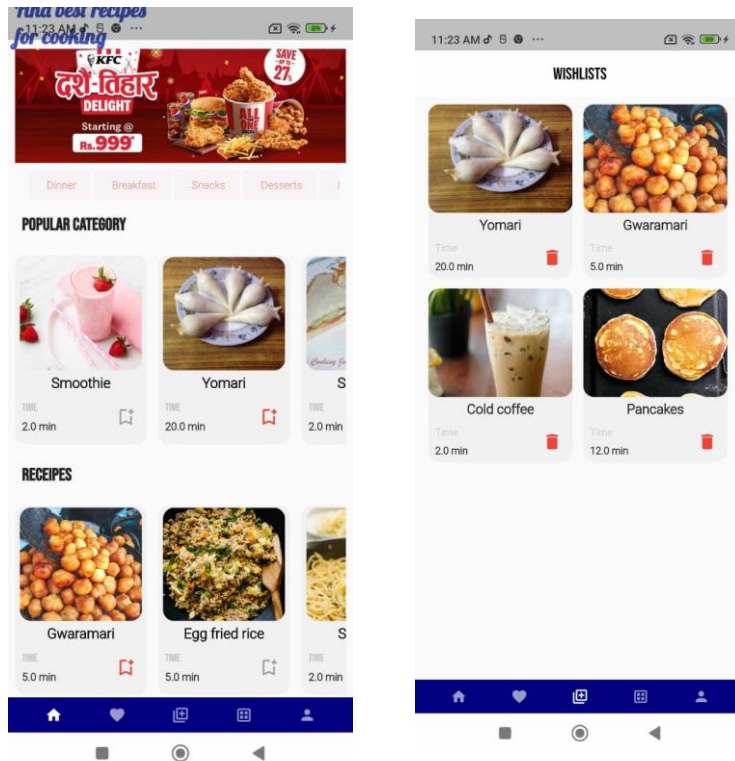 Find best recipes
for cooking
11:23 AM
KFC
दशैं-तिहार
DELIGHT
Starting @
Rs.999*
SAVE
UP TO
27%
ALL
IN
ONE
Dinner Breakfast Snacks Desserts
POPULAR CATEGORY
Smoothie Yomari S
TIME TIME TIME
2.0 min 20.0 min 2.0 min
RECEIPES
Gwaramari Egg fried rice S
TIME TIME TIME
5.0 min 5.0 min 2.0 min
11:23 AM
WISHLISTS
Yomari Gwaramari
Time Time
20.0 min 5.0 min
Cold coffee Pancakes
Time Time
2.0 min 12.0 min